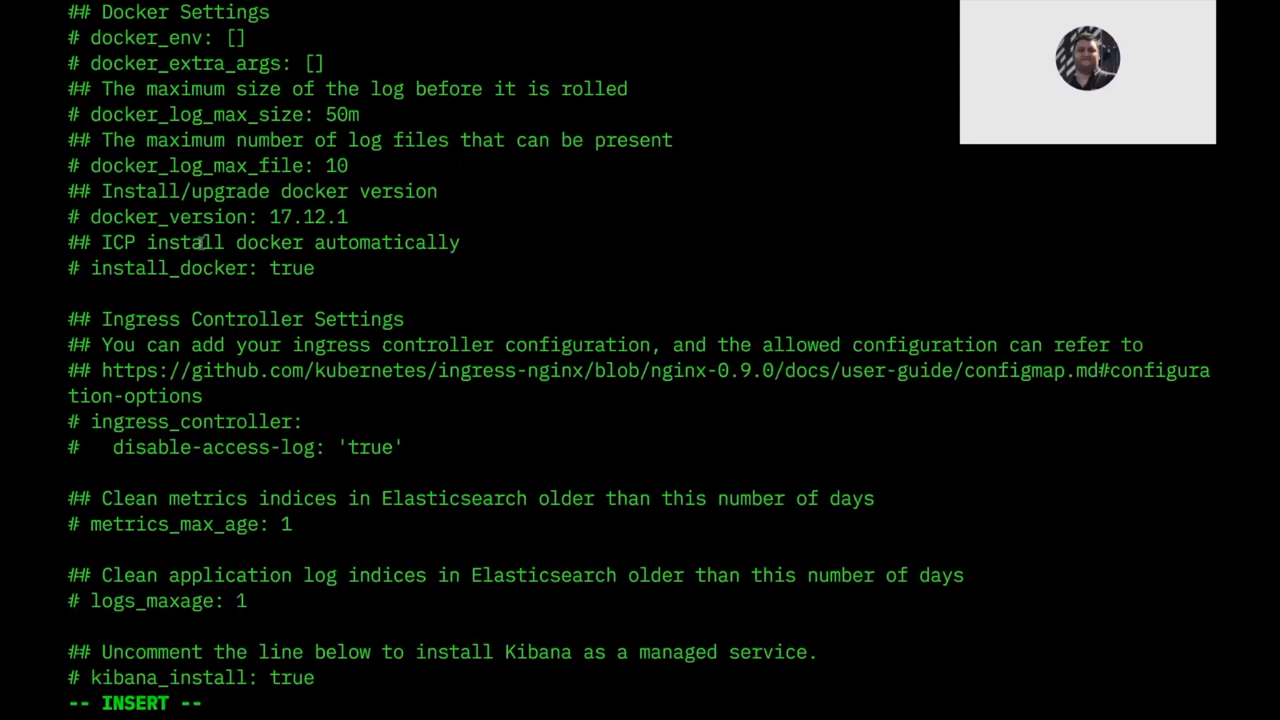 ## Docker Settings
# docker_env: []
# docker_extra_args: []
## The maximum size of the log before it is rolled
# docker_log_max_size: 50m
## The maximum number of log files that can be present
# docker_log_max_file: 10
## Install/upgrade docker version
# docker_version: 17.12.1
## ICP install docker automatically
# install_docker: true
## Ingress Controller Settings
## You can add your ingress controller configuration, and the allowed configuration can refer to
## https://github.com/kubernetes/ingress-nginx/blob/nginx-0.9.0/docs/user-guide/configmap.md#configura
tion-options
# ingress_controller:
#   disable-access-log: 'true'
## Clean metrics indices in Elasticsearch older than this number of days
# metrics_max_age: 1
## Clean application log indices in Elasticsearch older than this number of days
# logs_maxage: 1
## Uncomment the line below to install Kibana as a managed service.
# kibana_install: true
-- INSERT --